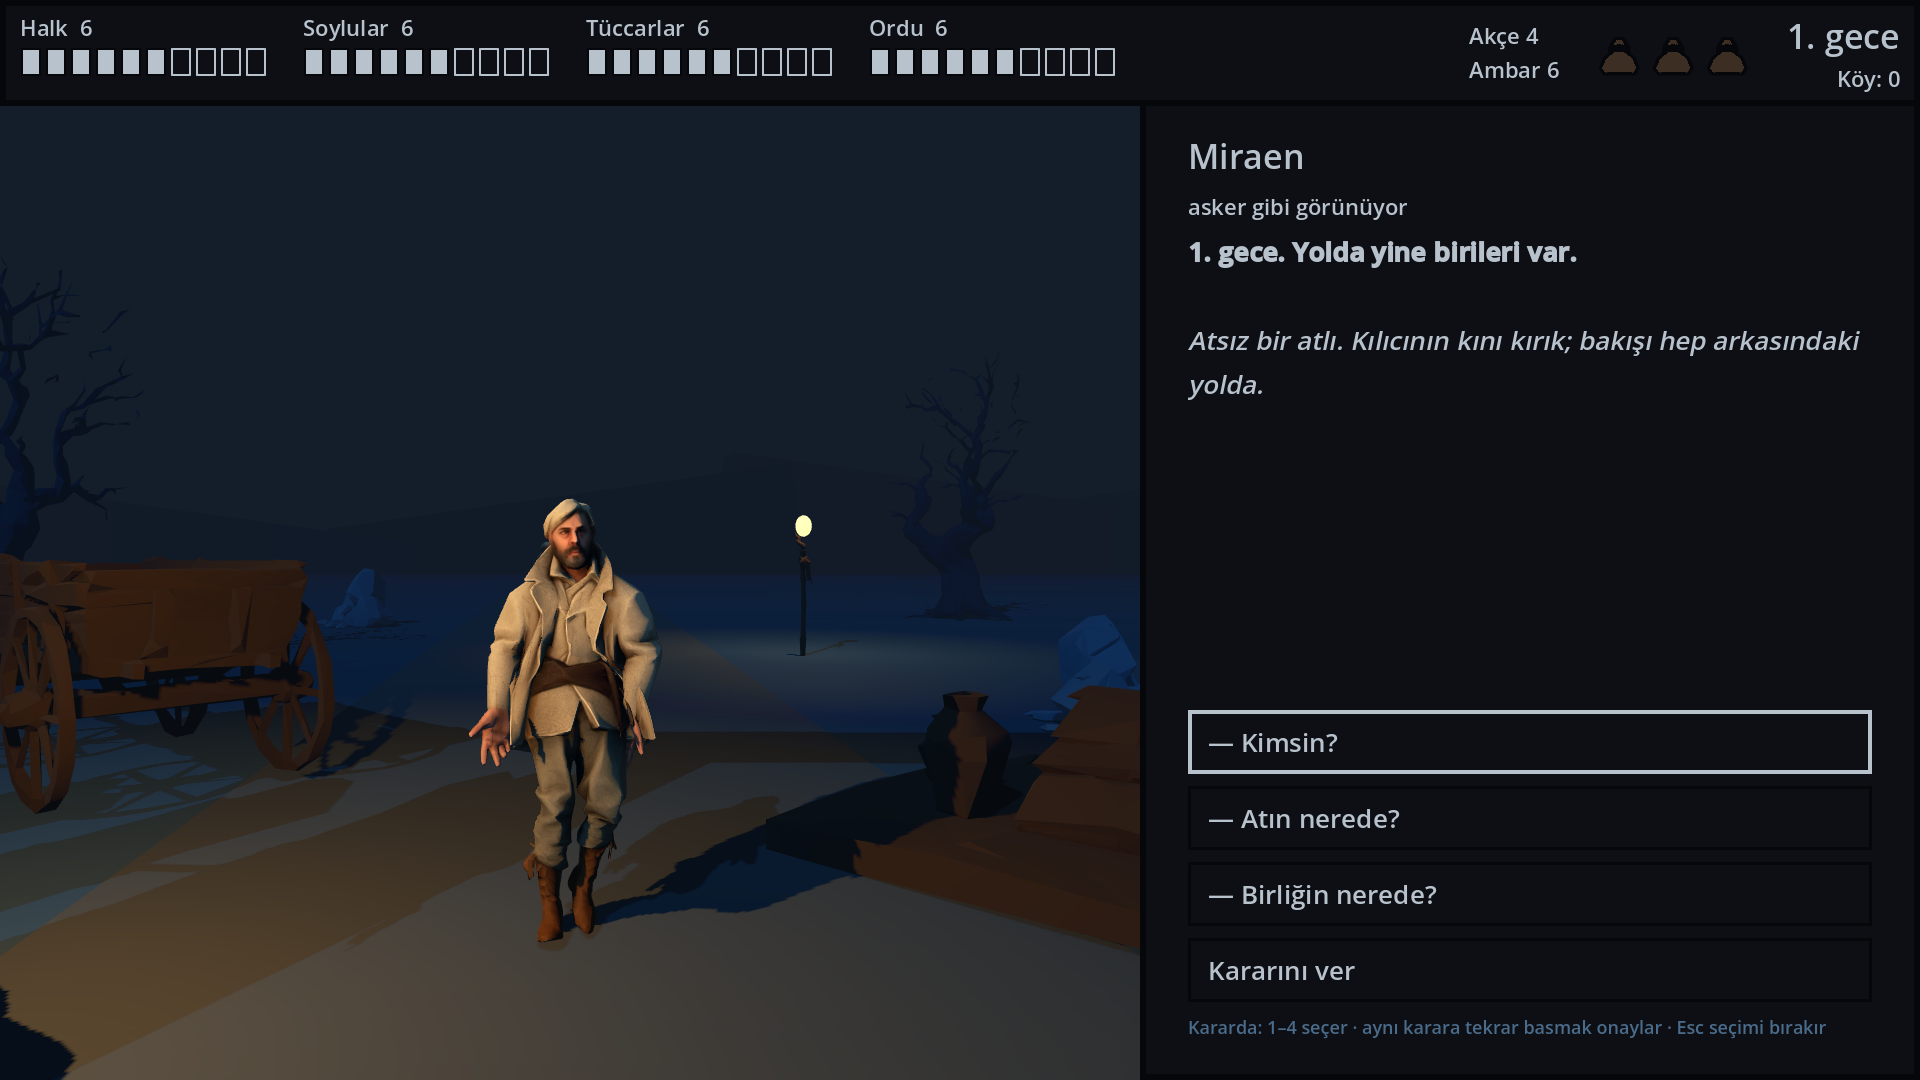 Halk 6
Soylular 6
Tüccarlar 6
Ordu 6
Akçe 4
Ambar 6
1. gece
Köy: 0
Miraen
asker gibi görünüyor
1. gece. Yolda yine birileri var.
Atsız bir atlı. Kılıcının kını kırık; bakışı hep arkasındaki
yolda.
— Kimsin?
— Atın nerede?
— Birliğin nerede?
Kararını ver
Kararda: 1–4 seçer · aynı karara tekrar basmak onaylar · Esc seçimi bırakır